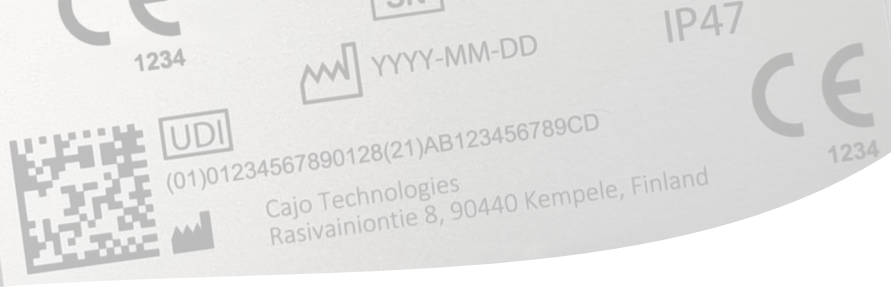 CE
SN
IP47
1234
YYYY-MM-DD
CE
1234
UDI
(01)01234567890128(21)AB123456789CD
Cajo Technologies
Rasivainiontie 8, 90440 Kempele, Finland